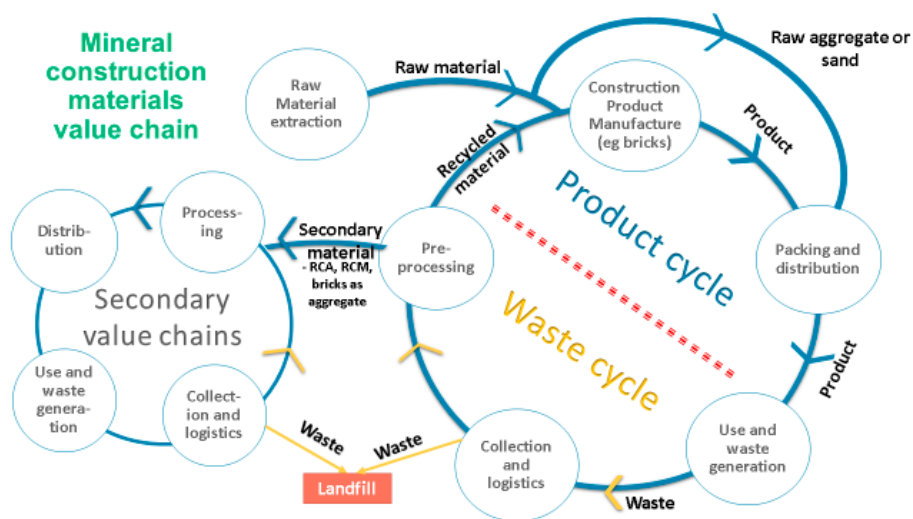 Mineral
construction
materials
value chain
Raw
Material
extraction
Raw material
Raw aggregate or
sand
Construction
Product
Manufacture
(eg bricks)
Product
Recycled
material
Product cycle
Packing and
distribution
Product
Waste cycle
Use and
waste
generation
Waste
Collection
and
logistics
Waste
Landfill
Waste
Pre-
processing
Secondary
material
- RCA, RCM,
bricks as
aggregate
Process-
ing
Distrib-
ution
Secondary
value chains
Use and
waste
genera-
tion
Collect-
ion and
logistics